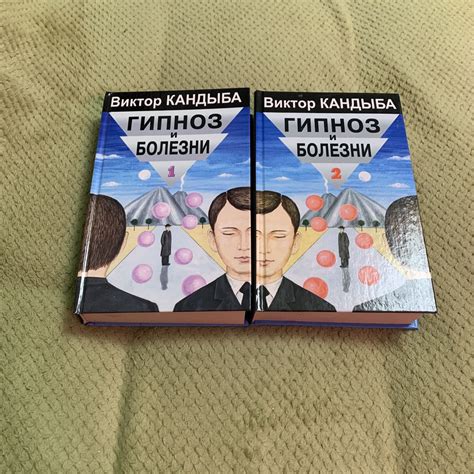 Виктор КАНДЫБА
ГИПНОЗ
и
БОЛЕЗНИ
1
Виктор КАНДЫБА
ГИПНОЗ
и
БОЛЕЗНИ
2